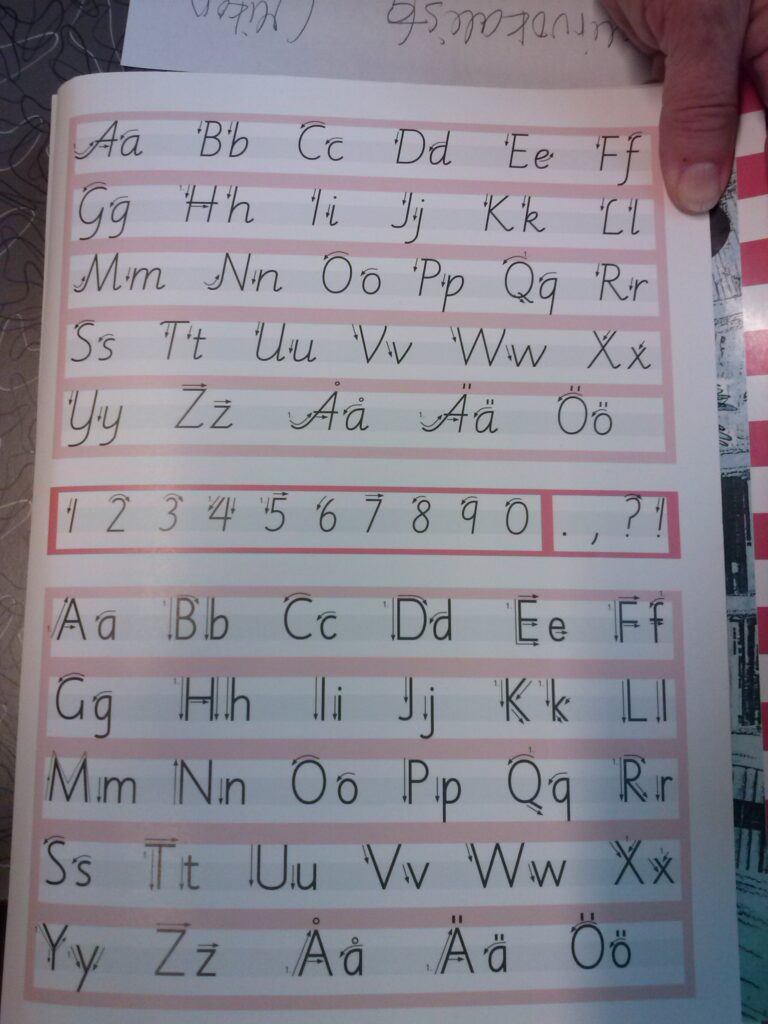 Aa Bb Cc Dd Ee Ff
Gg Hh Ii Jj Kk Ll
Mm Nn Oo Pp Qq Rr
Ss Tt Uu Vv Ww Xx
Yy Zz Åå Ää Öö
1 2 3 4 5 6 7 8 9 0 . , ? !
Aa Bb Cc Dd Ee Ff
Gg Hh Ii Jj Kk Ll
Mm Nn Oo Pp Qq Rr
Ss Tt Uu Vv Ww Xx
Yy Zz Åå Ää Öö